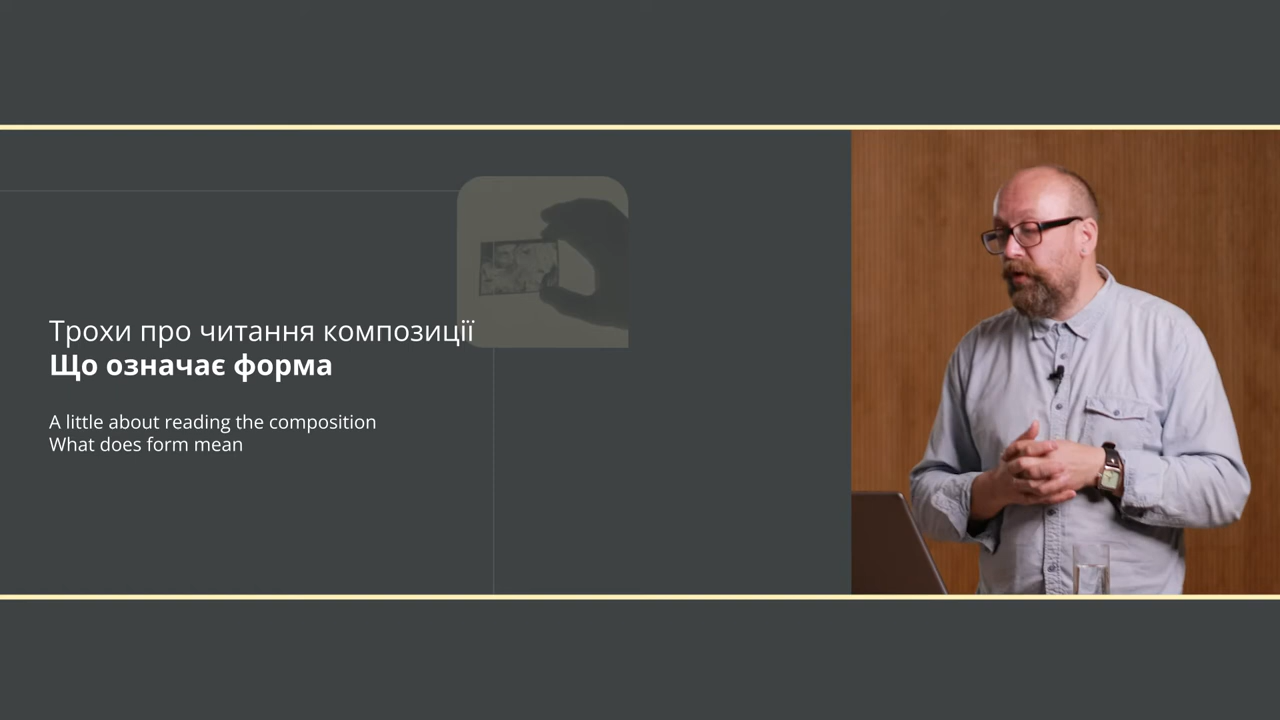 Трохи про читання композиції
Що означає форма
A little about reading the composition
What does form mean